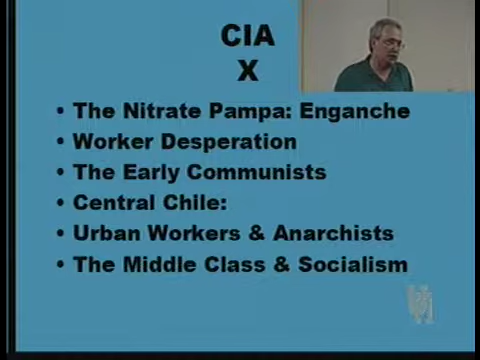 CIA
X
• The Nitrate Pampa: Enganche
• Worker Desperation
• The Early Communists
• Central Chile:
• Urban Workers & Anarchists
• The Middle Class & Socialism